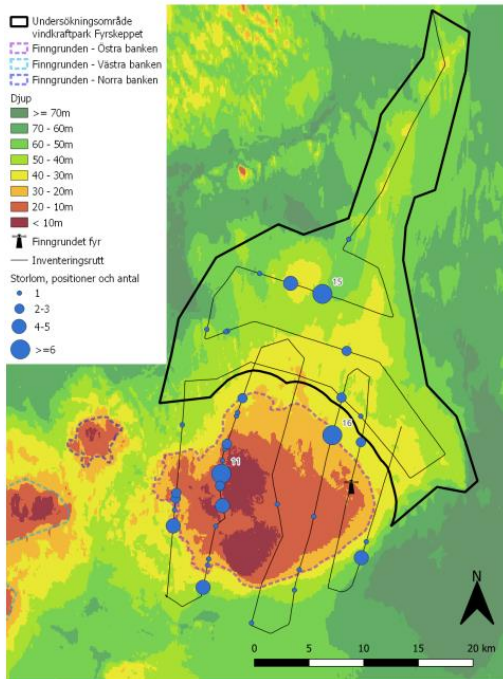 Undersökningsområde
vindkraftpark Fyrskeppet
Finngrunden - Östra banken
Finngrunden - Västra banken
Finngrunden - Norra banken
Djup
>= 70m
70 - 60m
60 - 50m
50 - 40m
40 - 30m
30 - 20m
20 - 10m
< 10m
Finngrundet fyr
Inventeringsrutt
Storlom, positioner och antal
1
2-3
4-5
>=6
15
16
11
N
0 5 10 15 20 km